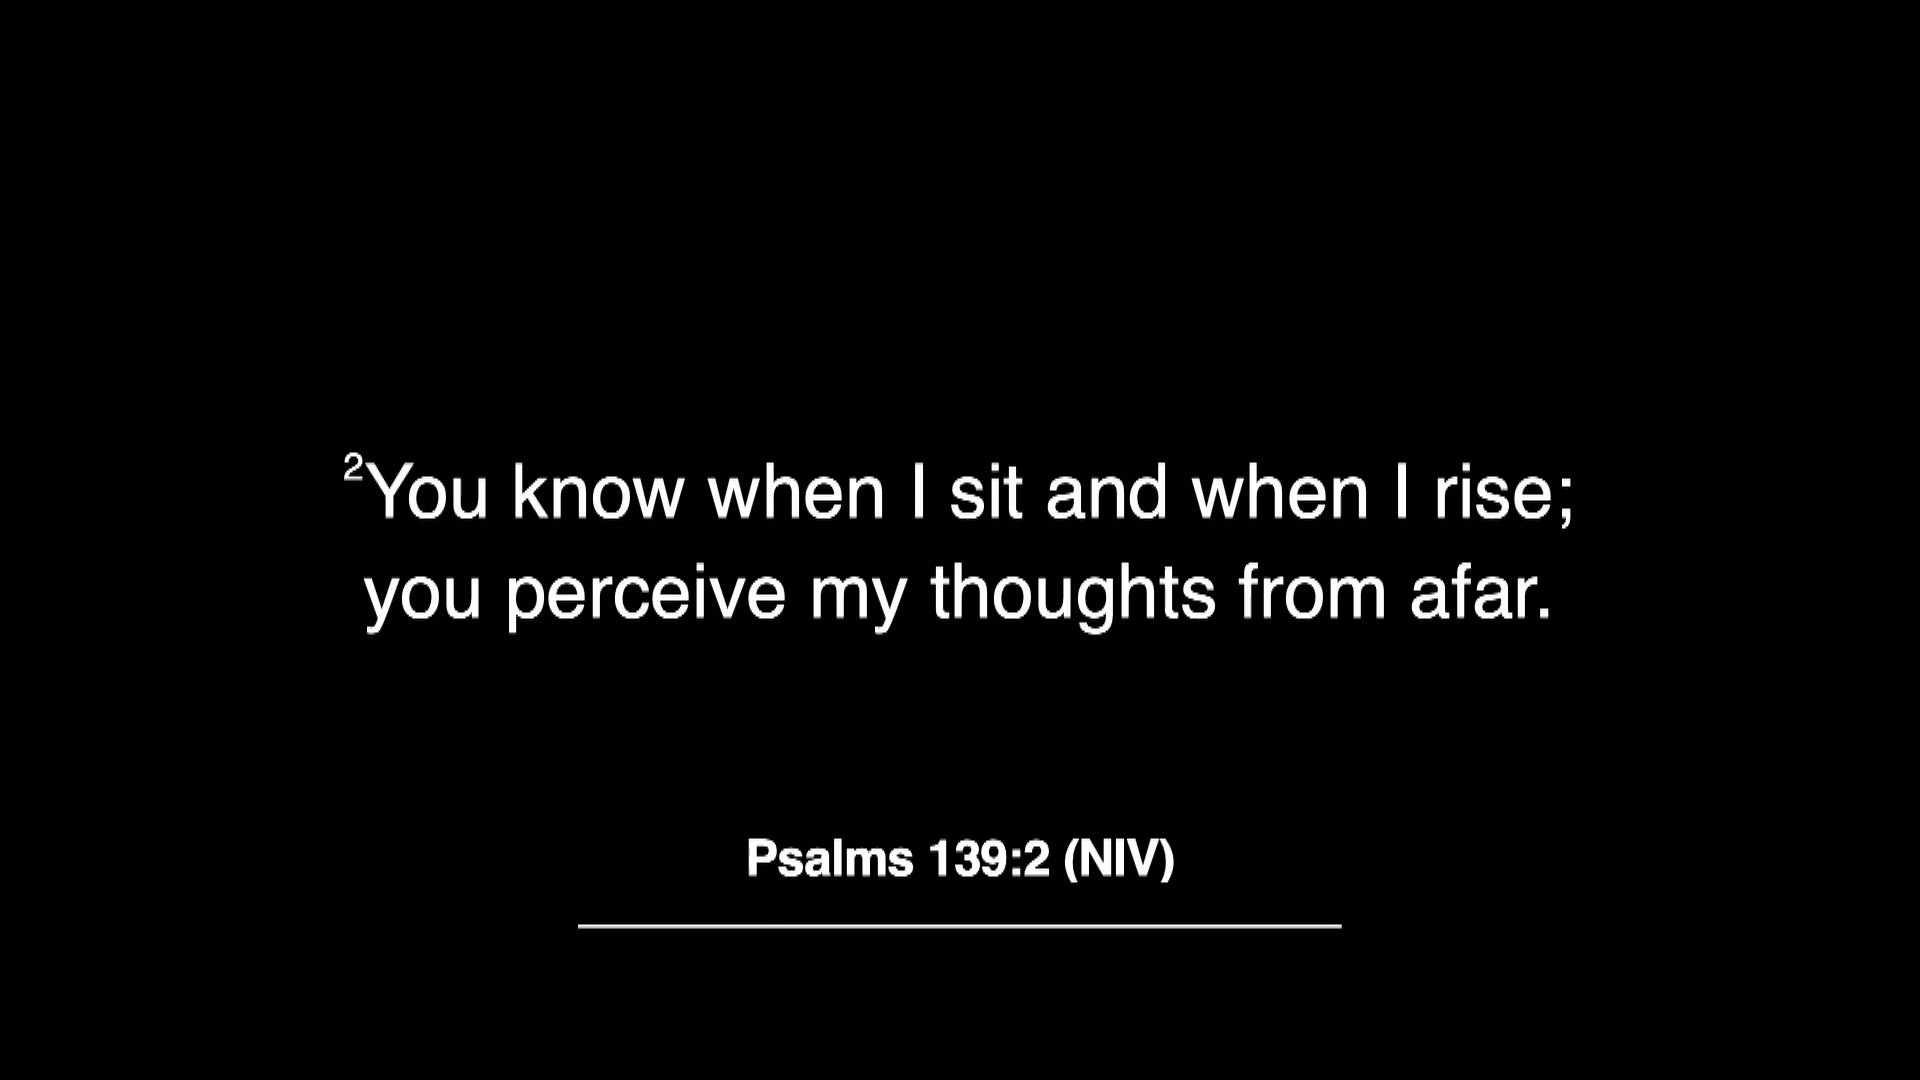 ²You know when I sit and when I rise;
you perceive my thoughts from afar.
Psalms 139:2 (NIV)